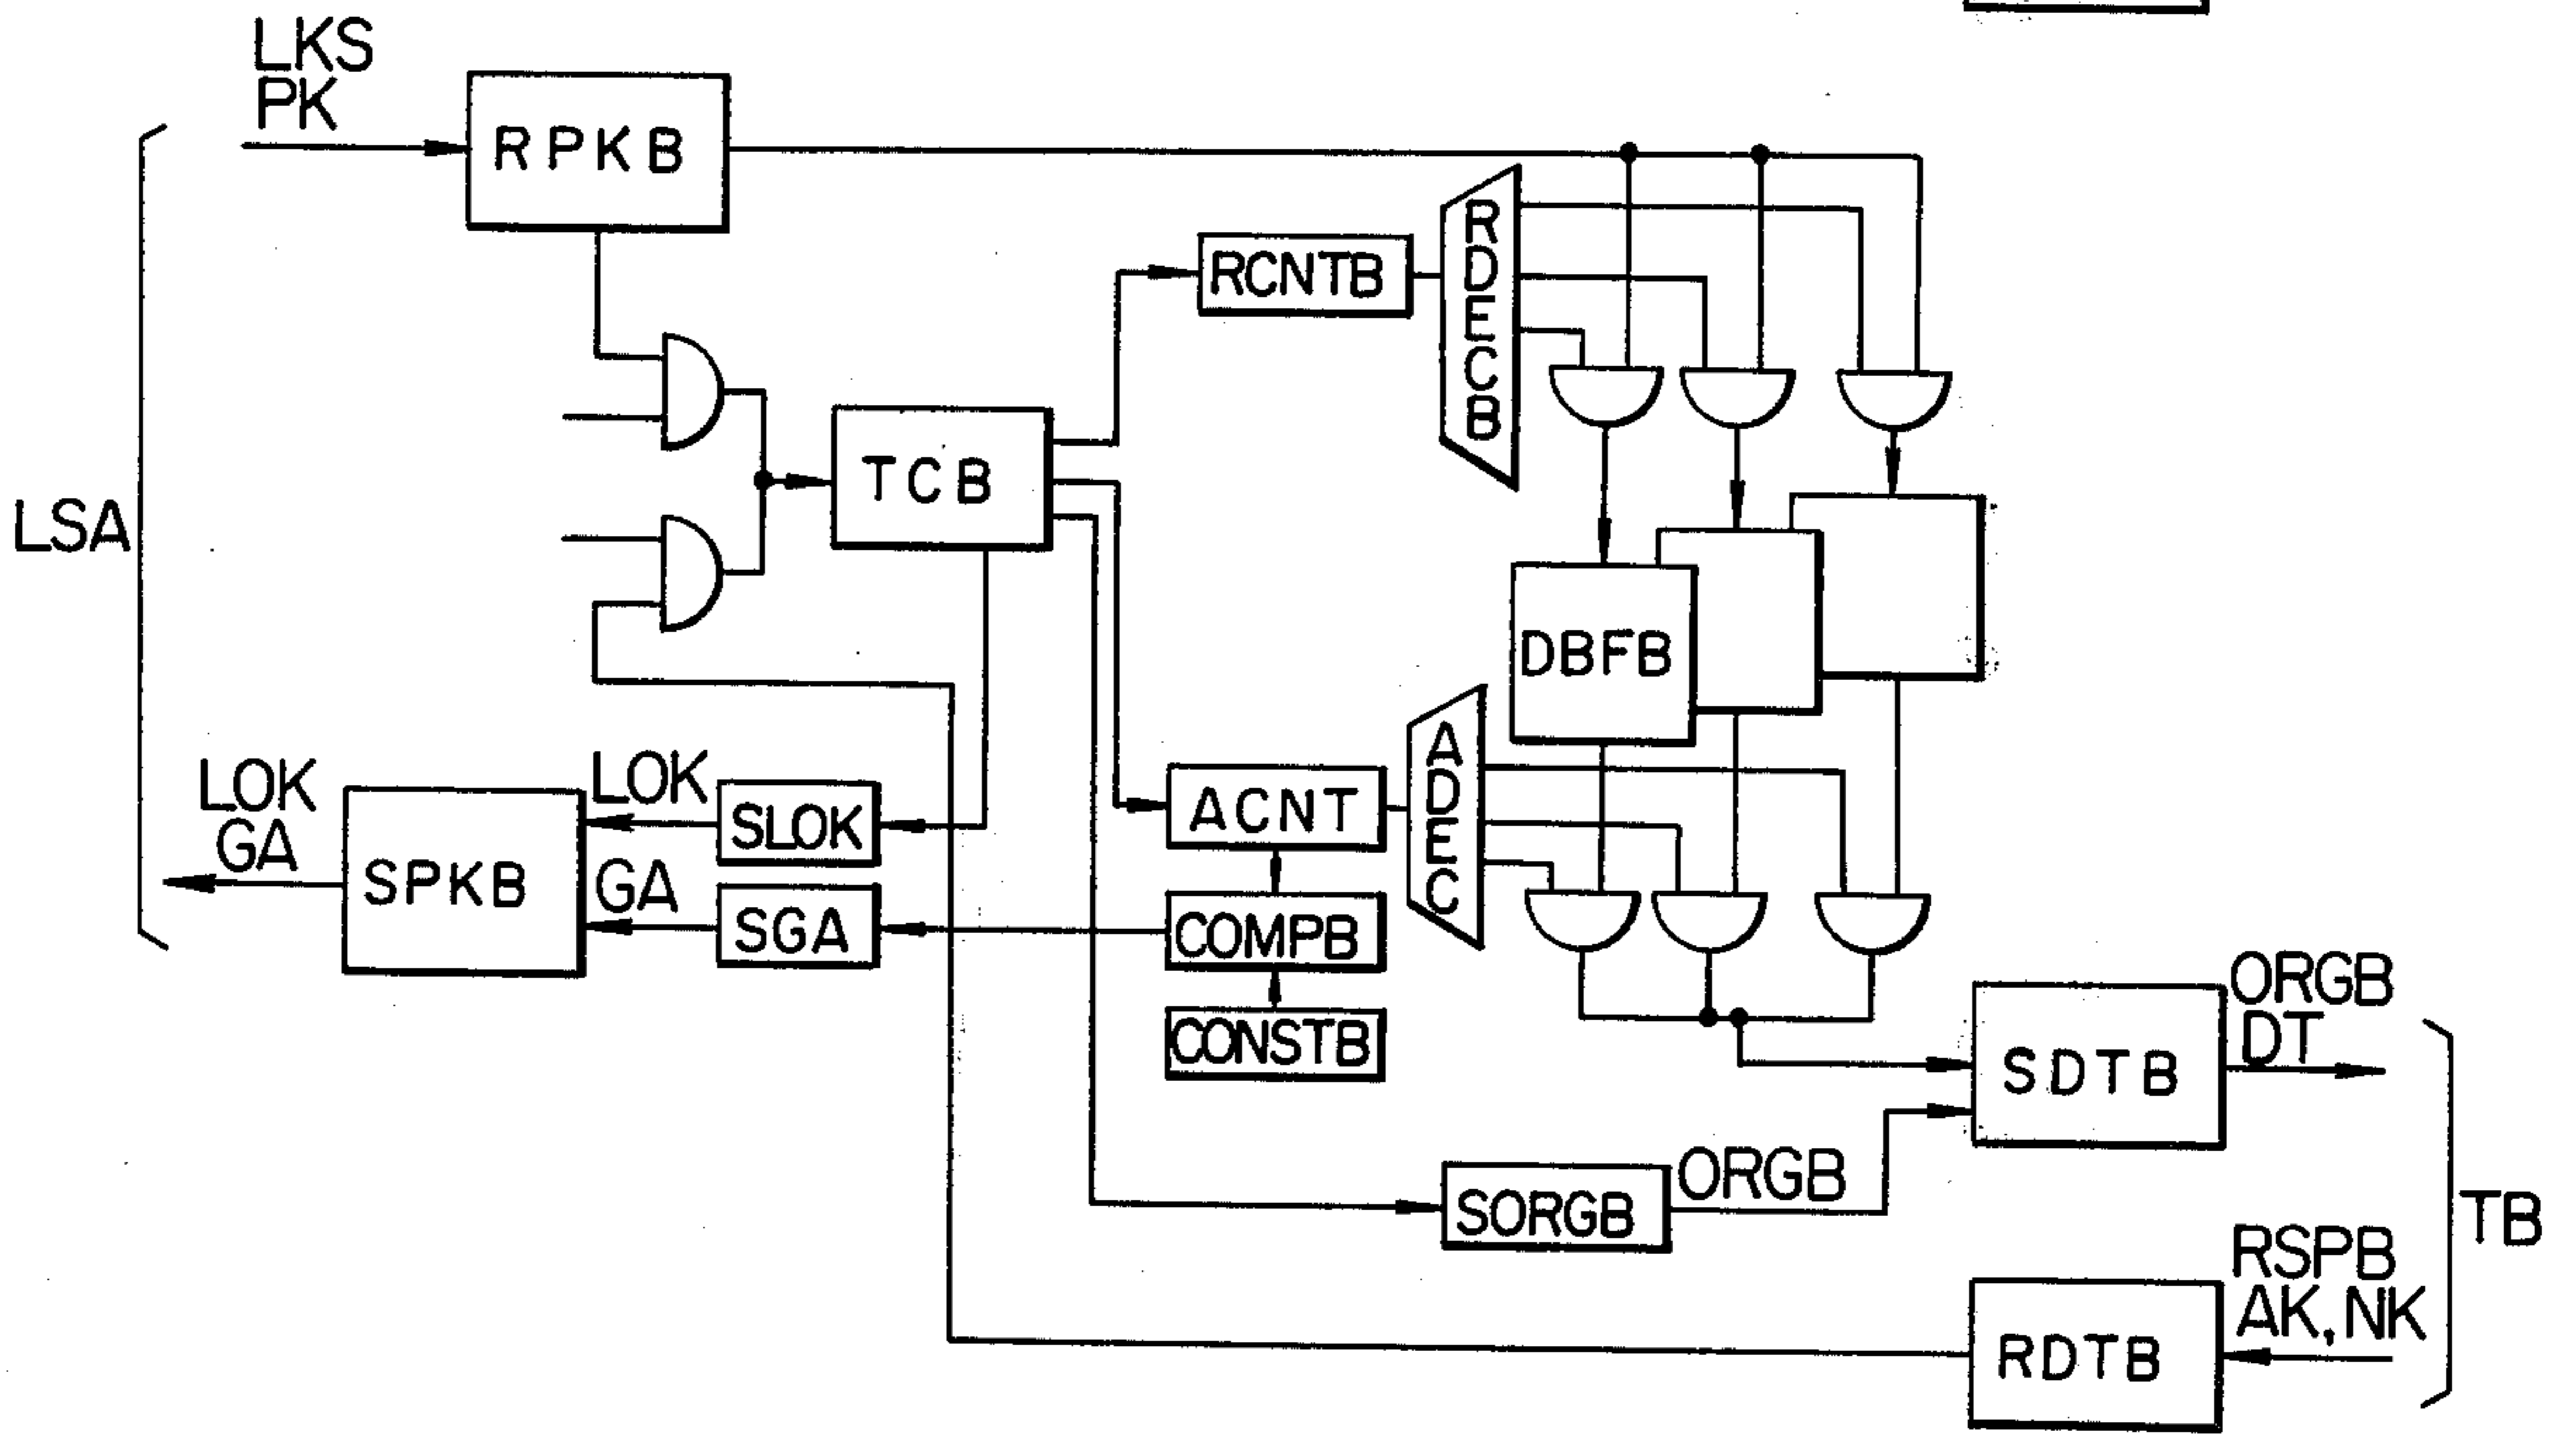 LKS
PK
RPKB
RDECB
RCNTB
TCB
LSA
DBFB
ADEC
LOK
GA
SPKB
LOK
SLOK
GA
SGA
ACNT
COMPB
CONSTB
ORGB
DT
SDTB
SORGB
ORGB
TB
RSPB
AK, NK
RDTB